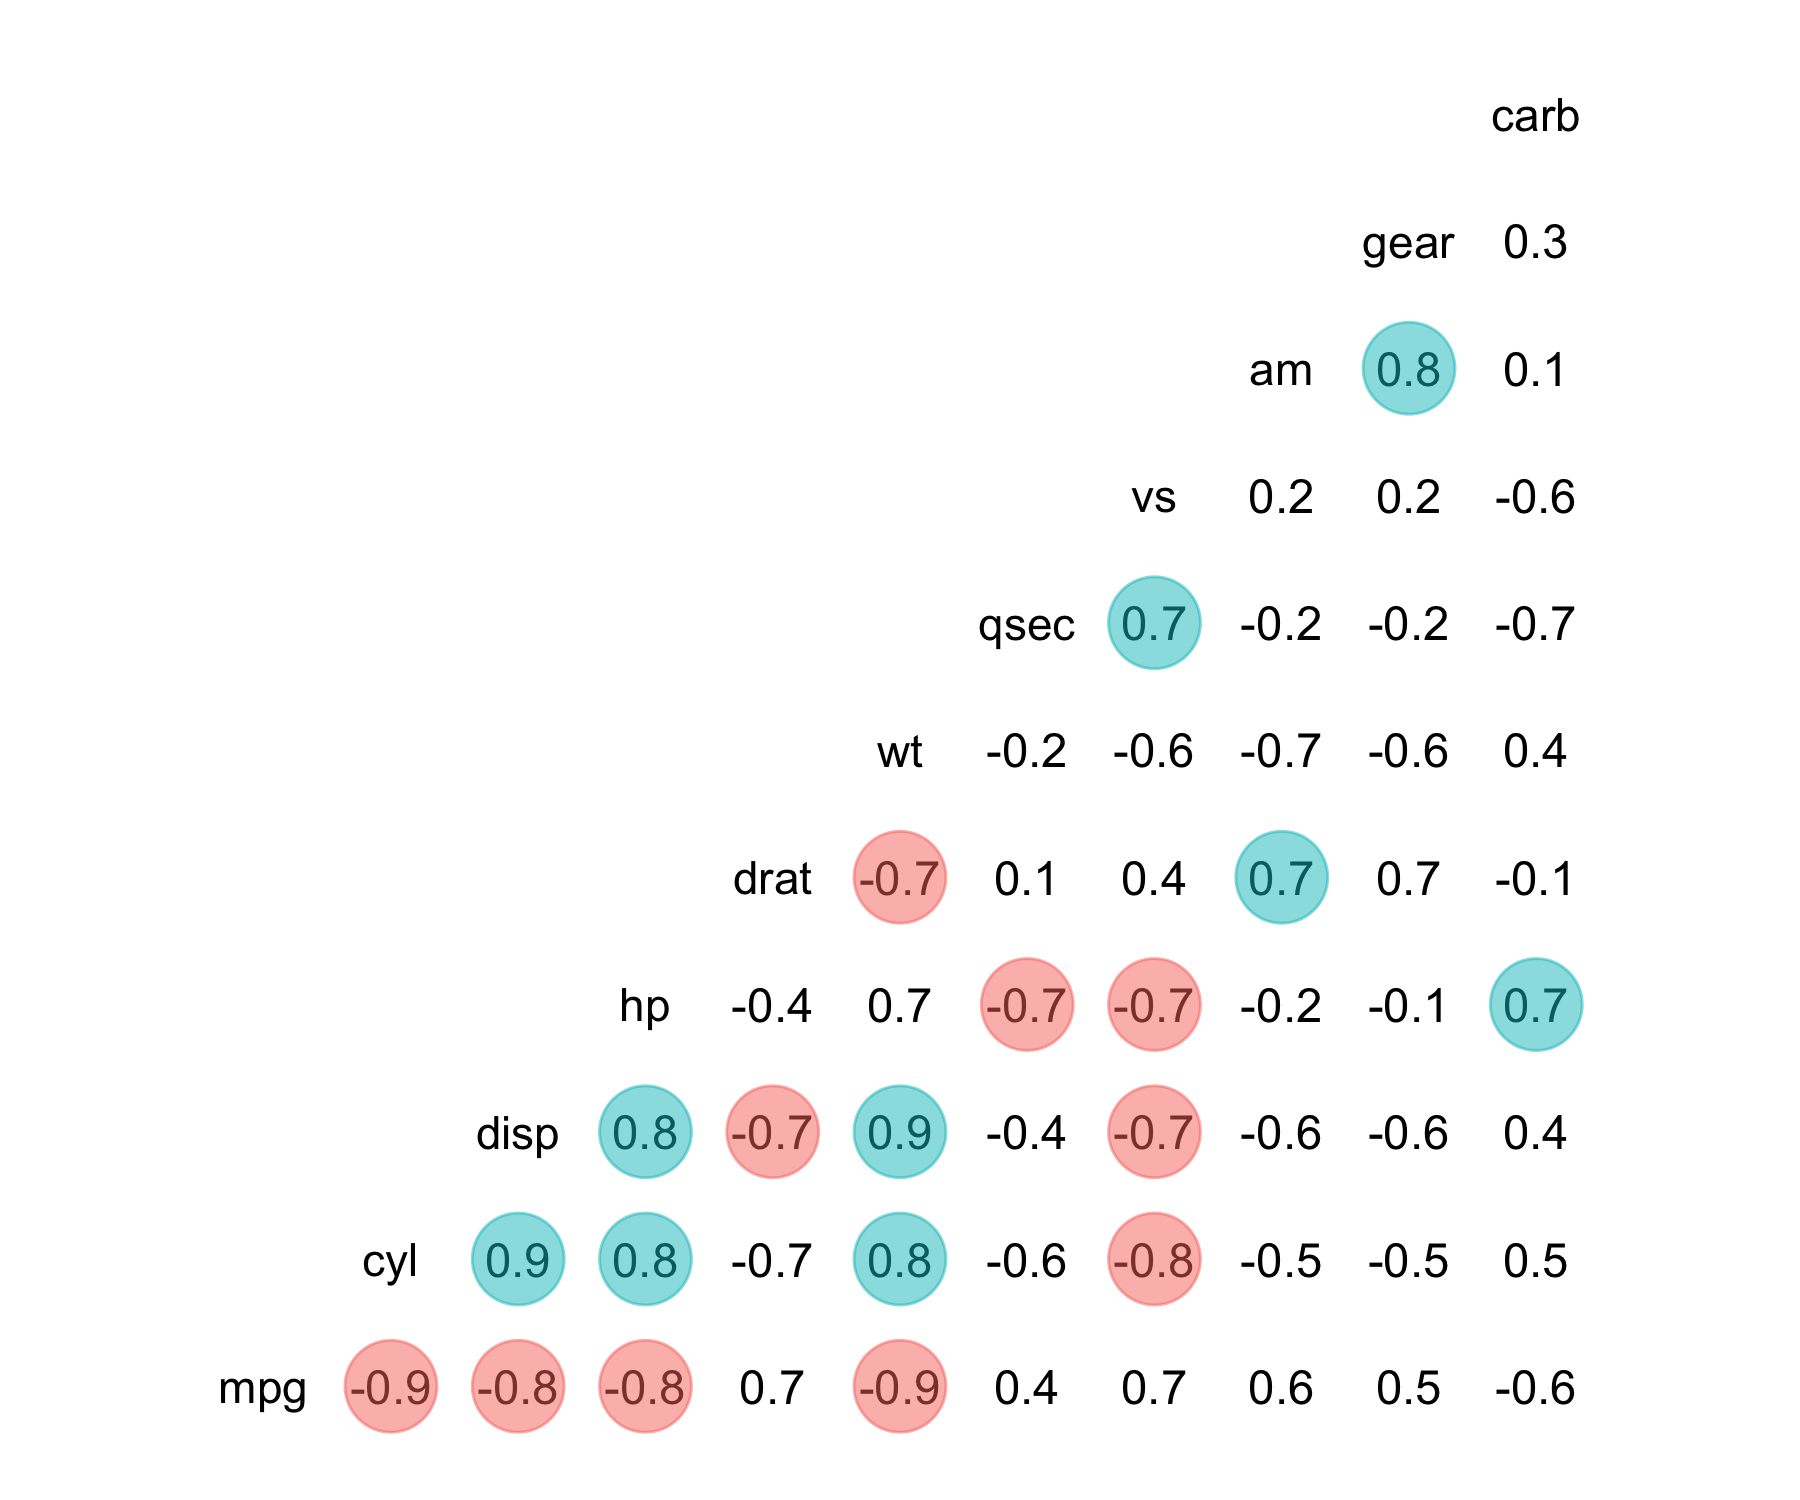 carb
gear 0.3
am 0.8 0.1
vs 0.2 0.2 -0.6
qsec 0.7 -0.2 -0.2 -0.7
wt -0.2 -0.6 -0.7 -0.6 0.4
drat -0.7 0.1 0.4 0.7 0.7 -0.1
hp -0.4 0.7 -0.7 -0.7 -0.2 -0.1 0.7
disp 0.8 -0.7 0.9 -0.4 -0.7 -0.6 -0.6 0.4
cyl 0.9 0.8 -0.7 0.8 -0.6 -0.8 -0.5 -0.5 0.5
mpg -0.9 -0.8 -0.8 0.7 -0.9 0.4 0.7 0.6 0.5 -0.6